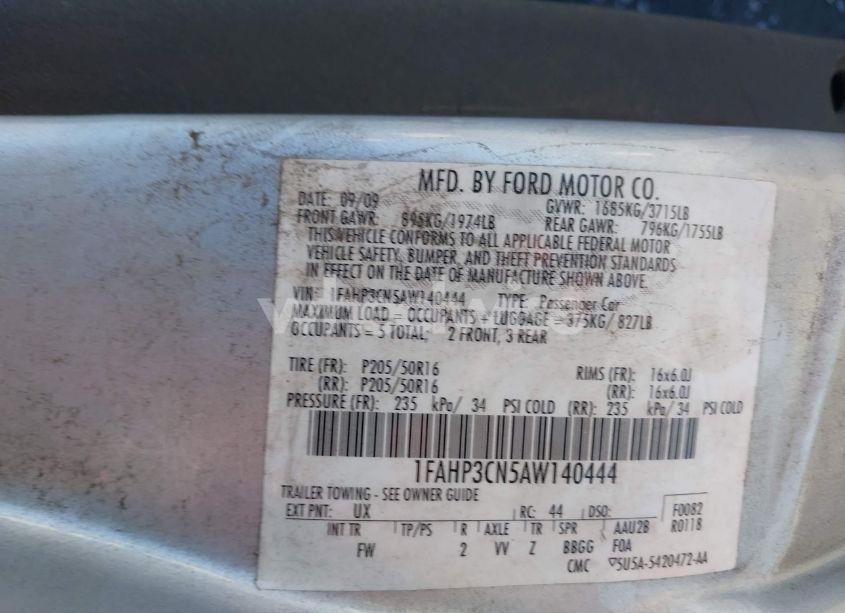 MFD. BY FORD MOTOR CO.
DATE: 09/09 GVWR: 1685KG/3715LB
FRONT GAWR: 895KG/1974LB REAR GAWR: 796KG/1755LB
THIS VEHICLE CONFORMS TO ALL APPLICABLE FEDERAL MOTOR
VEHICLE SAFETY, BUMPER, AND THEFT PREVENTION STANDARDS
IN EFFECT ON THE DATE OF MANUFACTURE SHOWN ABOVE.
VIN: 1FAHP3CN5AW140444 TYPE: Passenger Car
MAXIMUM LOAD = OCCUPANTS + LUGGAGE = 375KG/ 827LB
OCCUPANTS = 5 TOTAL; 2 FRONT, 3 REAR
TIRE (FR): P205/50R16 RIMS (FR): 16x6.0J
(RR): P205/50R16 (RR): 16x6.0J
PRESSURE (FR): 235 kPa/ 34 PSI COLD (RR): 235 kPa/ 34 PSI COLD
1FAHP3CN5AW140444
TRAILER TOWING - SEE OWNER GUIDE
EXT PNT: UX RC: 44 DSO: F0082
INT TR TP/PS R AXLE TR SPR AAU2B R0118
FW 2 VV Z BBGG FOA
CMC 5U5A-5420472-AA